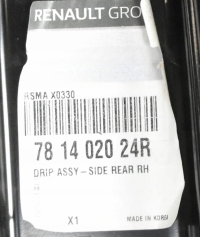 RENAULT GRO
RSMA X0330
78 14 020 24R
DRIP ASSY-SIDE REAR RH
X1
MADE IN KOREA